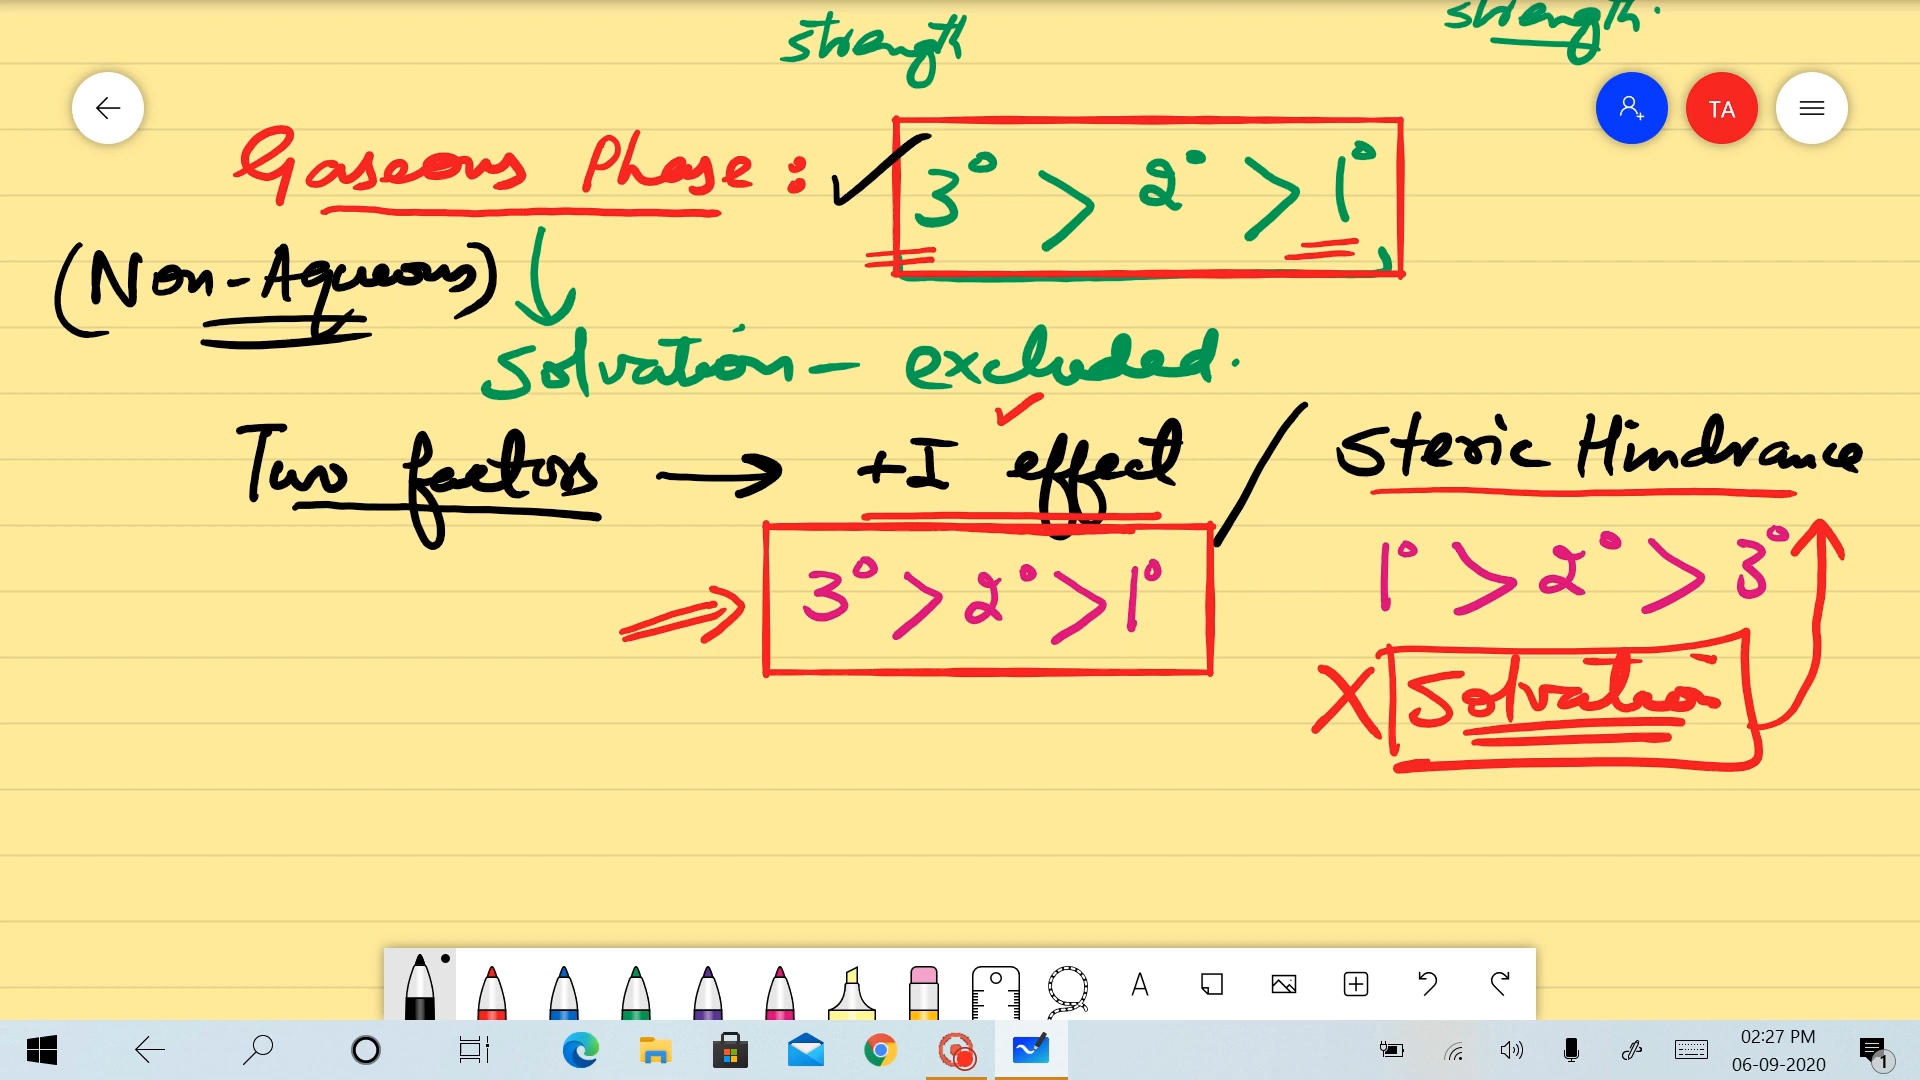 strength strength.
TA
Gaseous Phase : ✓ 3° > 2° > 1°
(Non-Aqueous)
Solvation - excluded.
Two factors → +I effect / Steric Hindrance
⇒ 3° > 2° > 1° 1° > 2° > 3°
X Solvation
A
02:27 PM
06-09-2020
1